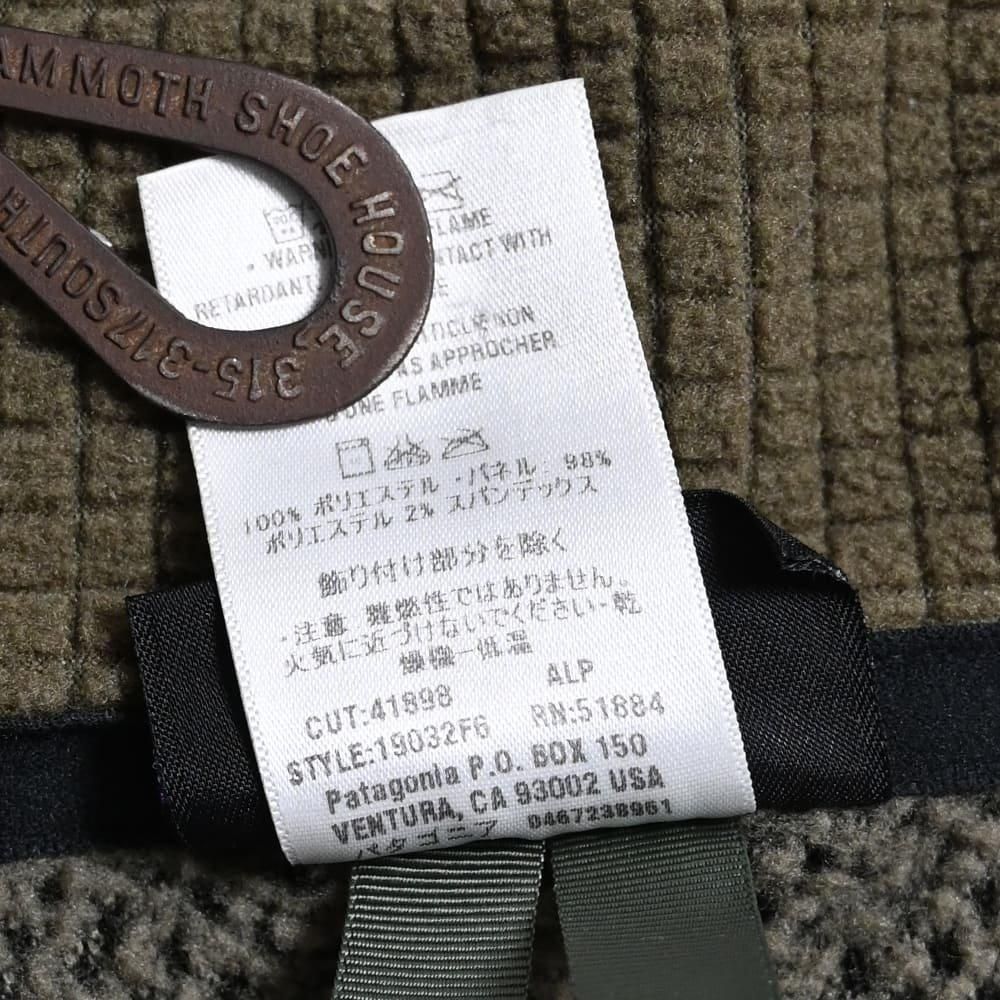 MAMMOTH SHOE HOUSE, 315-317 SOUTH
FLAME
CONTACT WITH
RETARDANT
NON
PAS APPROCHER
D'UNE FLAMME
100% ポリエステル ・パネル: 98%
ポリエステル 2% スパンデックス
飾り付け部分を除く
・注意 難燃性ではありません。
火気に近づけないでください・乾
燥機ー低温
CUT:41898 ALP
STYLE:19032F6 RN:51884
Patagonia P.O. BOX 150
VENTURA, CA 93002 USA
パタゴニア 0467238961